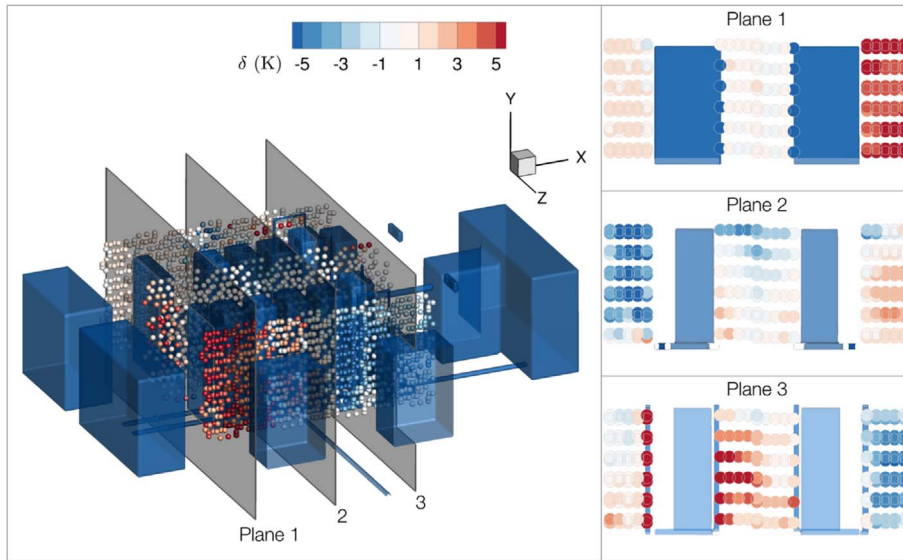 δ (K) -5 -3 -1 1 3 5
Y
X
Z
Plane 1
2
3
Plane 1
Plane 2
Plane 3